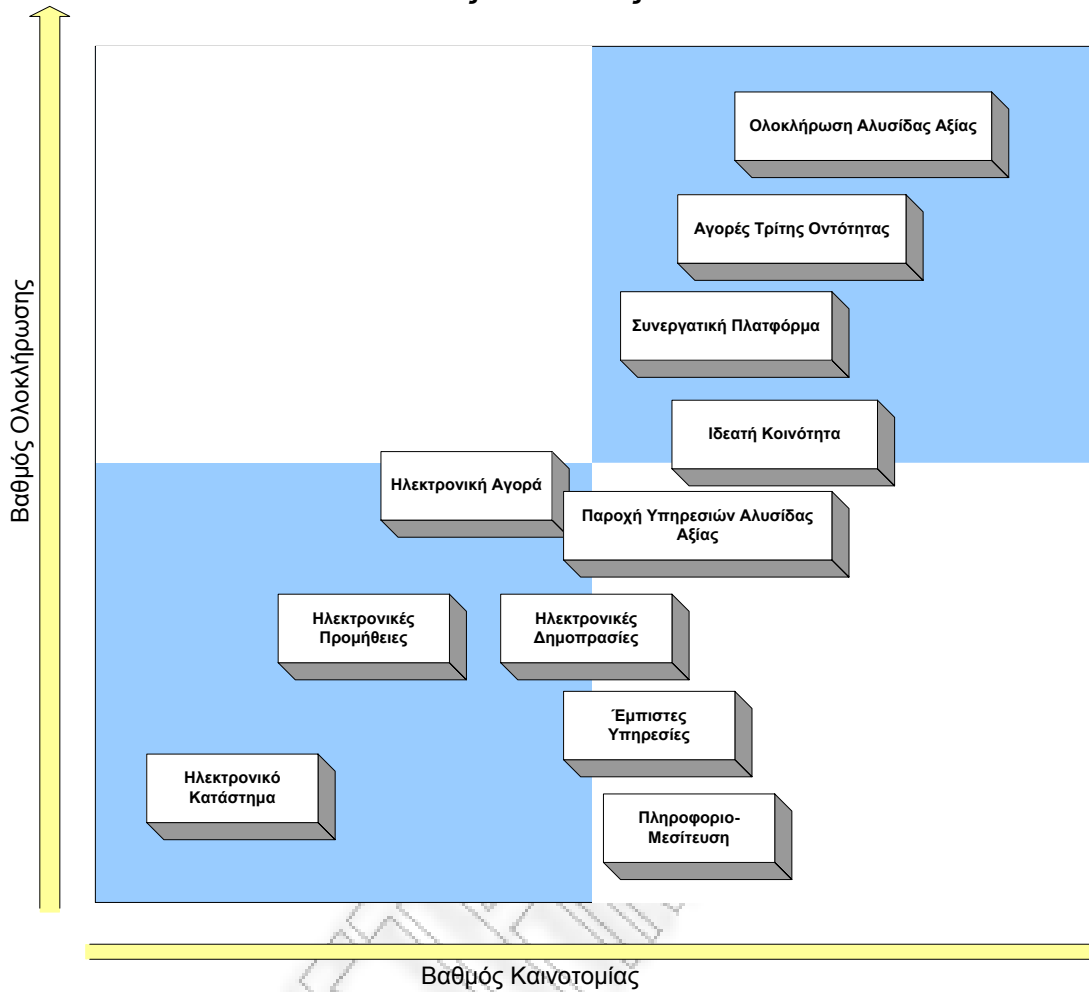 Ολοκλήρωση Αλυσίδας Αξίας
Αγορές Τρίτης Οντότητας
Συνεργατική Πλατφόρμα
Ιδεατή Κοινότητα
Ηλεκτρονική Αγορά
Παροχή Υπηρεσιών Αλυσίδας
Αξίας
Ηλεκτρονικές
Προμήθειες
Ηλεκτρονικές
Δημοπρασίες
Έμπιστες
Υπηρεσίες
Ηλεκτρονικό
Κατάστημα
Πληροφοριο-
Μεσίτευση
Βαθμός Ολοκλήρωσης
Βαθμός Καινοτομίας